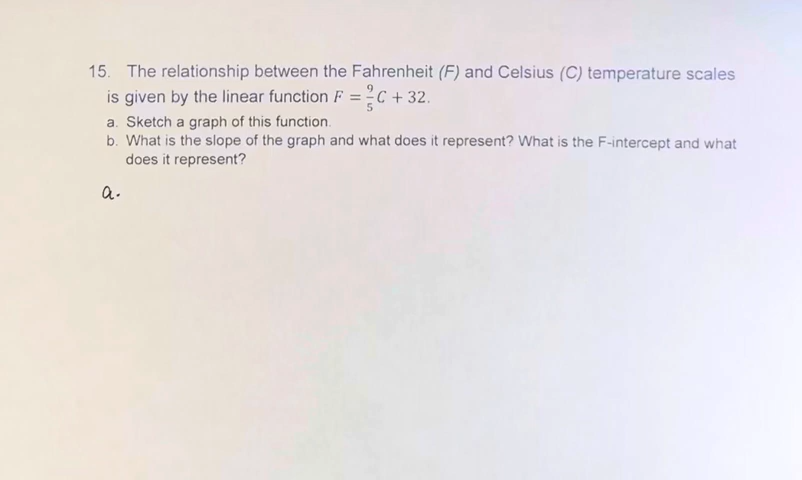 15. The relationship between the Fahrenheit (F) and Celsius (C) temperature scales
is given by the linear function F = 9/5 C + 32.
a. Sketch a graph of this function.
b. What is the slope of the graph and what does it represent? What is the F-intercept and what
does it represent?
a.